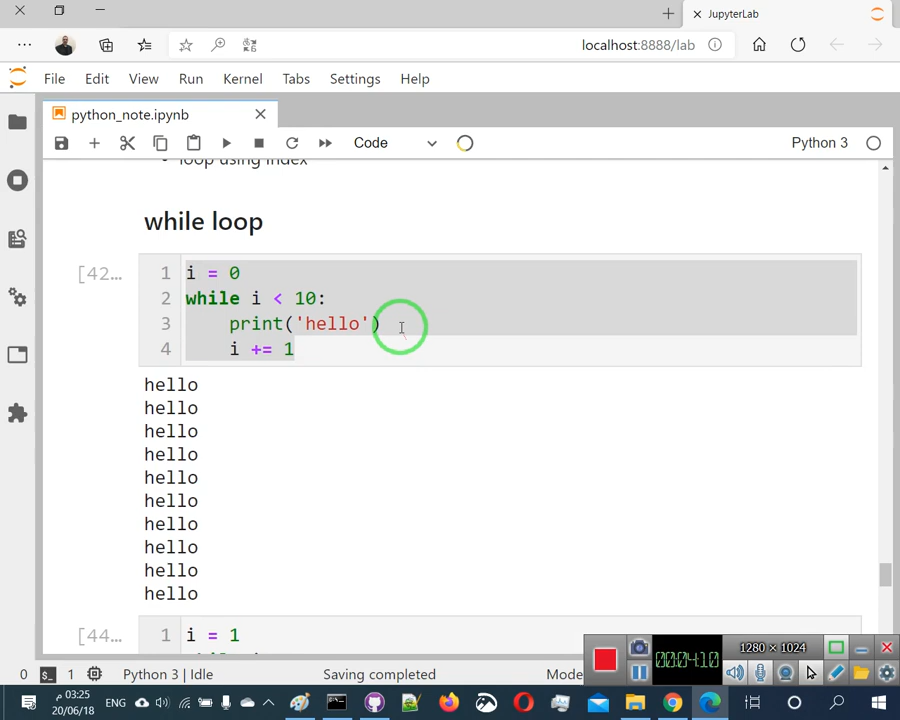 JupyterLab
localhost:8888/lab
File Edit View Run Kernel Tabs Settings Help
python_note.ipynb
Code
Python 3
loop using index
while loop
[42…
1 i = 0
2 while i < 10:
3 print('hello')
4 i += 1
hello
hello
hello
hello
hello
hello
hello
hello
hello
hello
[44…
1 i = 1
1280 × 1024
00:04:10
0 1 Python 3 | Idle Saving completed Mode
ENG
03:25 م
20/06/18